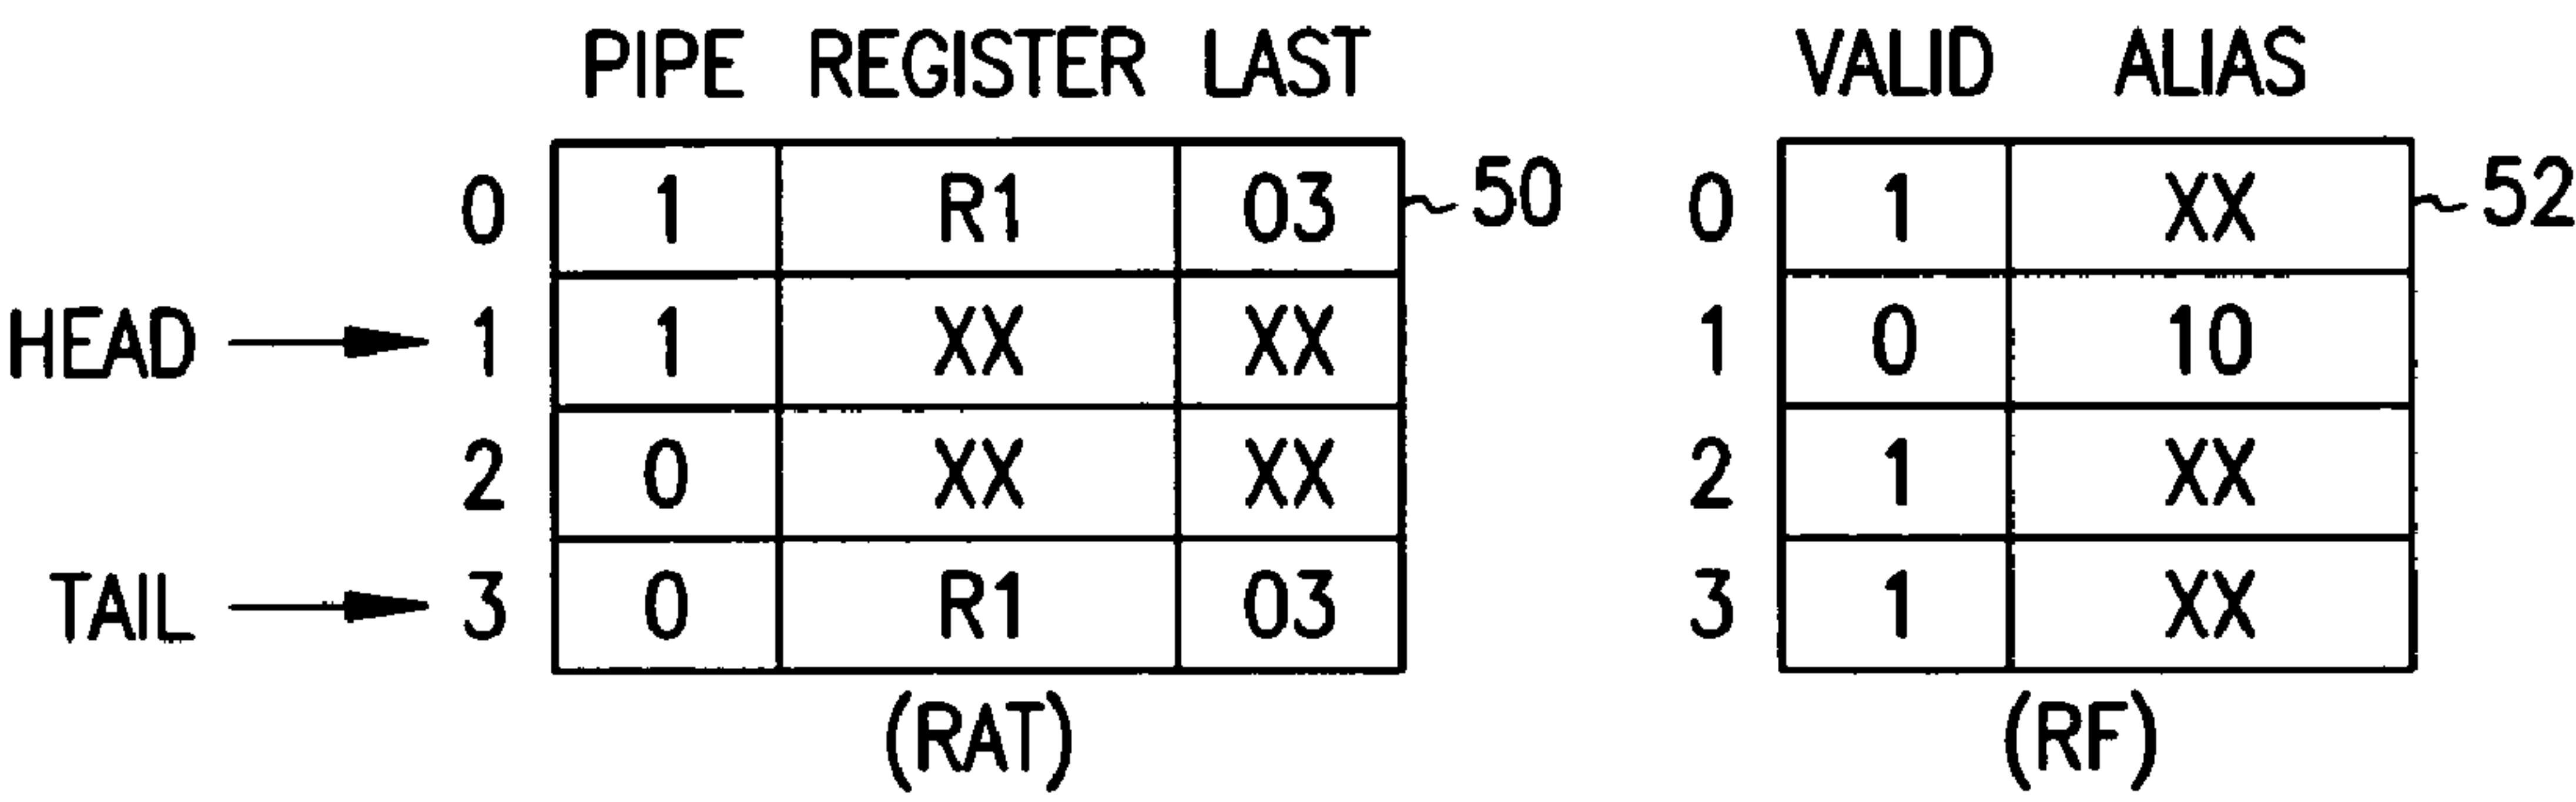 PIPE REGISTER LAST VALID ALIAS
0 1 R1 03 50 0 1 XX 52
HEAD 1 1 XX XX 1 0 10
2 0 XX XX 2 1 XX
TAIL 3 0 R1 03 3 1 XX
(RAT) (RF)